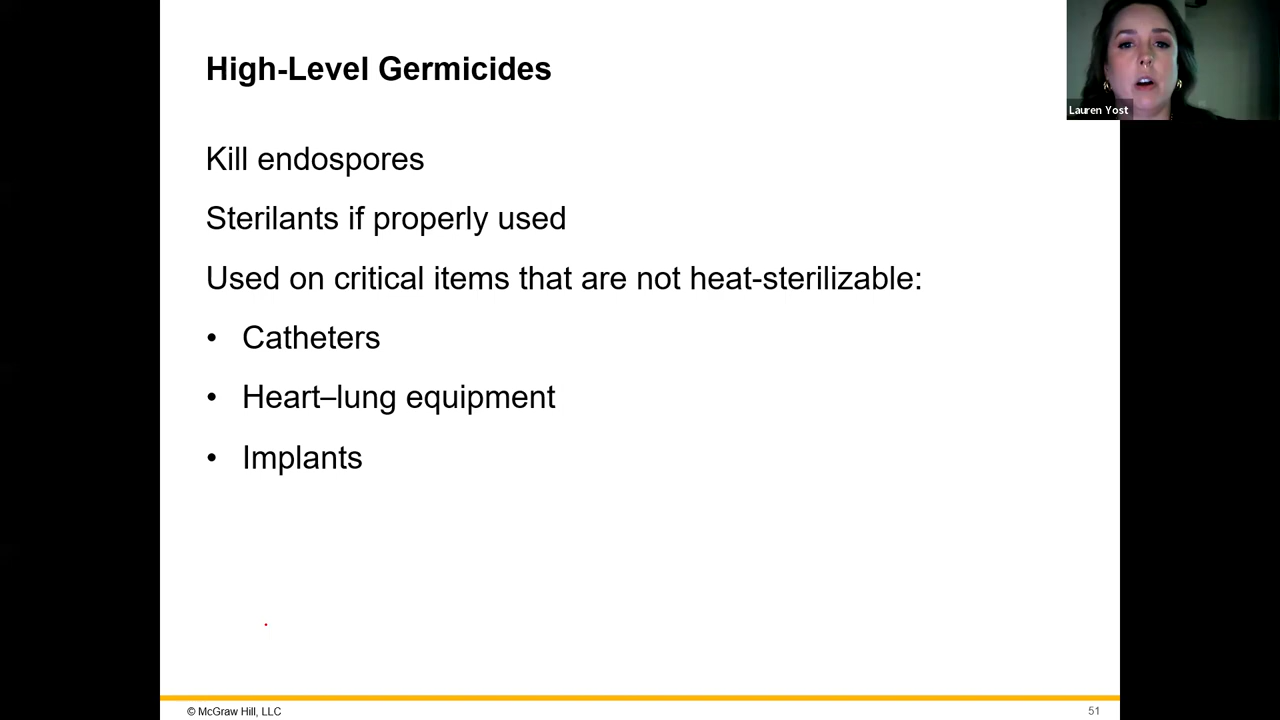 High-Level Germicides
Lauren Yost
Kill endospores
Sterilants if properly used
Used on critical items that are not heat-sterilizable:
• Catheters
• Heart–lung equipment
• Implants
© McGraw Hill, LLC
51